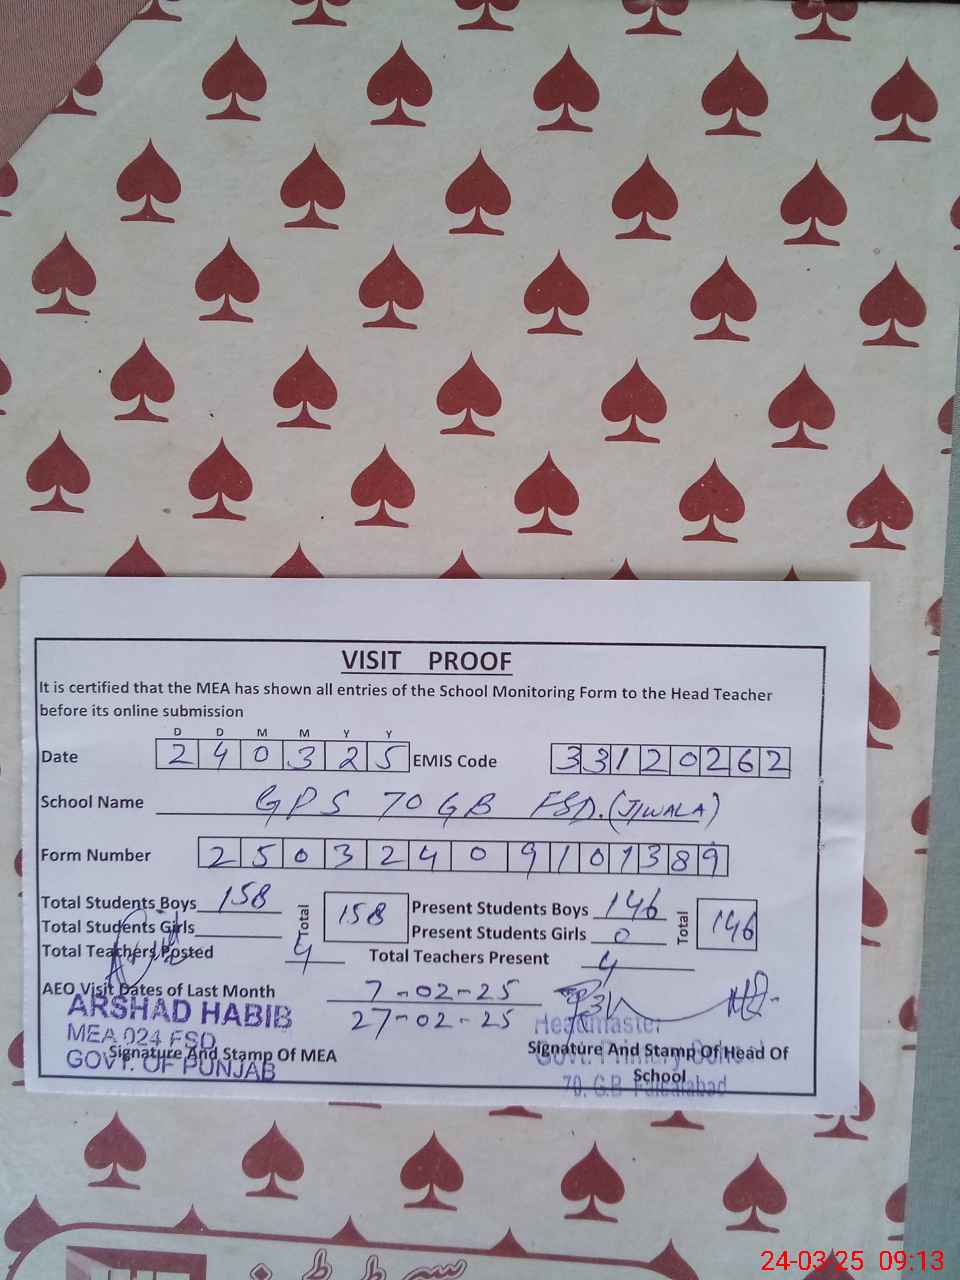 VISIT PROOF
It is certified that the MEA has shown all entries of the School Monitoring Form to the Head Teacher
before its online submission
D D M M Y Y
Date 2 4 0 3 2 5 EMIS Code 3 3 1 2 0 2 6 2
School Name GPS 70 GB FSD. (JIWALA)
Form Number 2 5 0 3 2 4 0 9 1 0 1 3 8 9
Total Students Boys 158 Total 158 Present Students Boys 146 Total 146
Total Students Girls Present Students Girls 0
Total Teachers Posted 4 Total Teachers Present 4
AEO Visit Dates of Last Month 7-02-25
27-02-25
ARSHAD HABIB
MEA 024 FSD
GOVT. OF PUNJAB
Signature And Stamp Of MEA
Headmaster
Govt. Primary School
70. G.B Faisalabad
Signature And Stamp Of Head Of
School
24-03-25 09:13